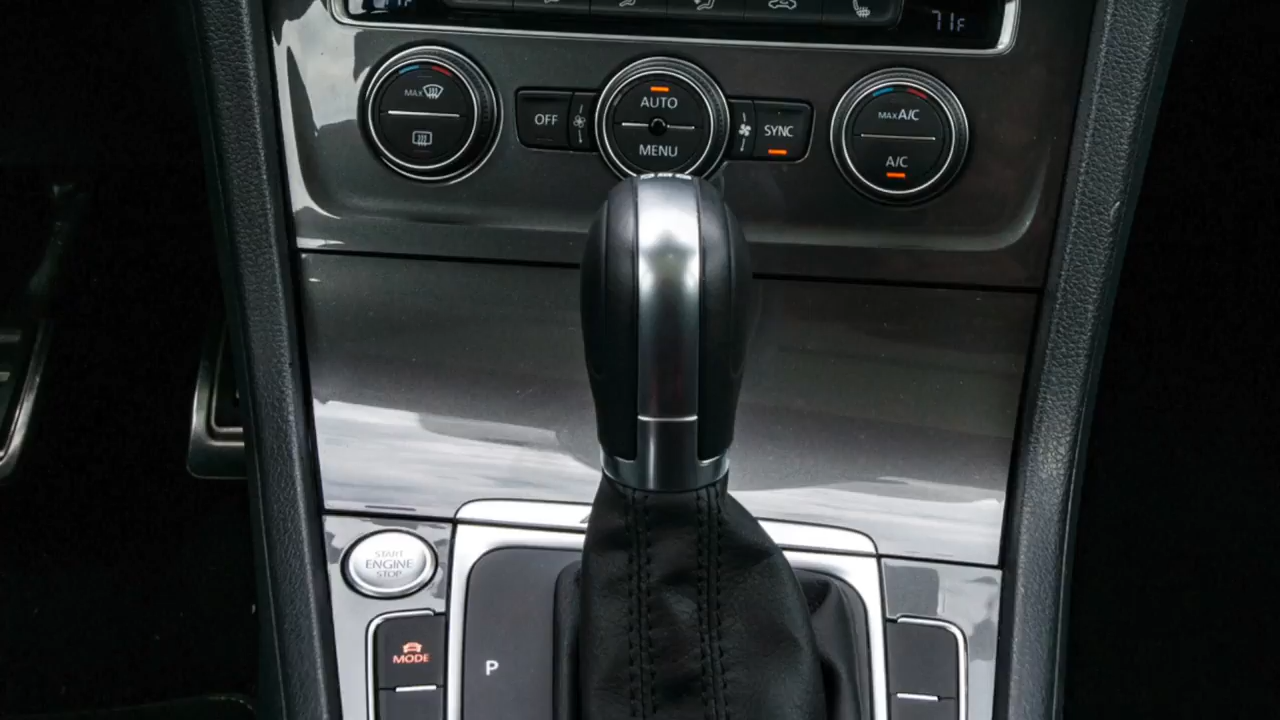 71F
MAX
OFF
AUTO
MENU
SYNC
MAX A/C
A/C
START
ENGINE
STOP
MODE
P